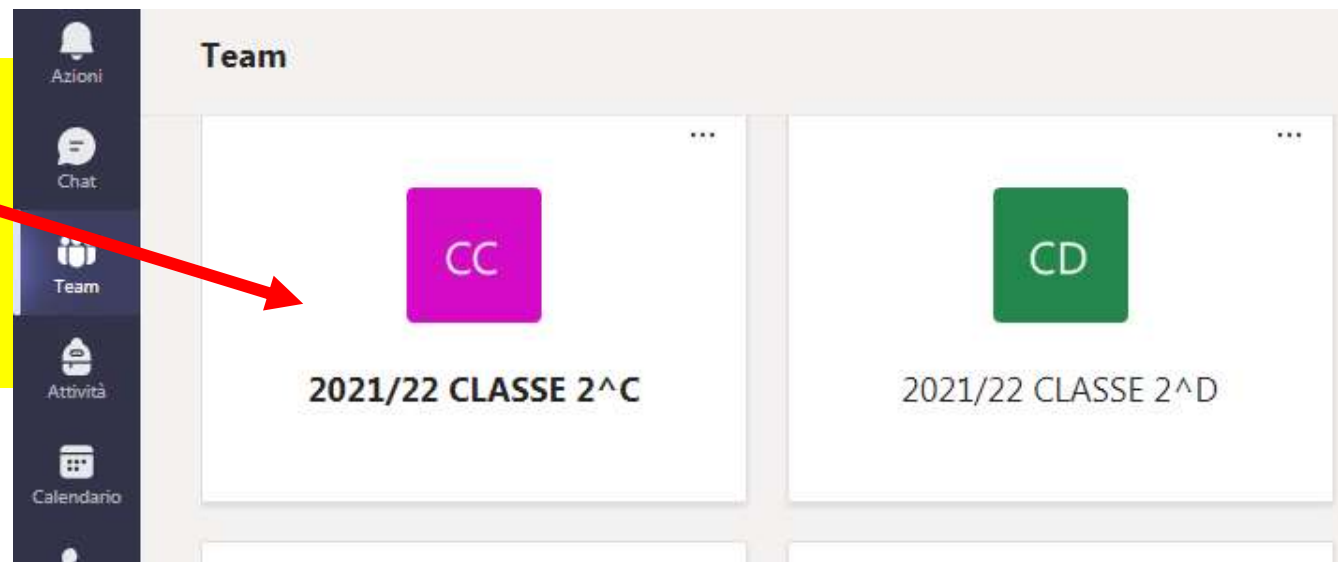 Azioni
Chat
Team
Attività
Calendario
Team
...
...
CC
CD
2021/22 CLASSE 2^C
2021/22 CLASSE 2^D